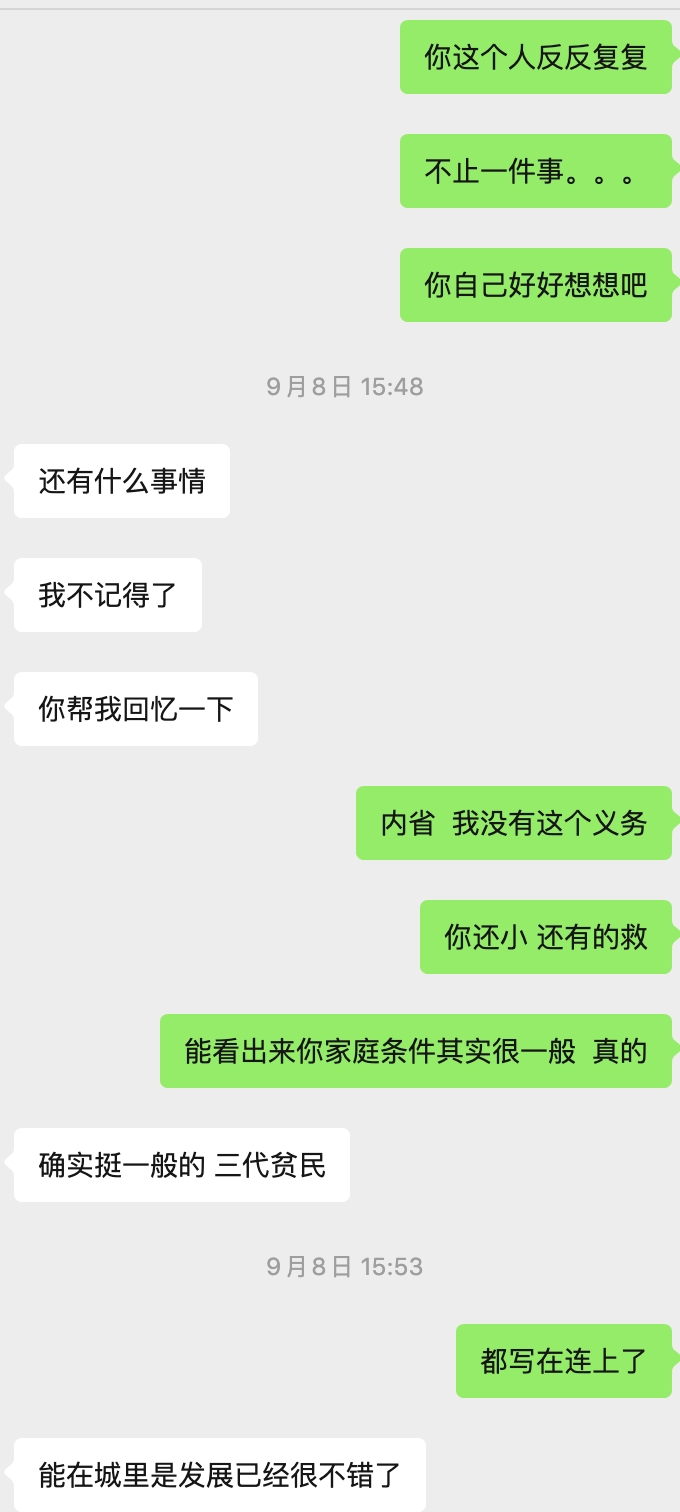 你这个人反反复复
不止一件事。。。
你自己好好想想吧
9月8日 15:48
还有什么事情
我不记得了
你帮我回忆一下
内省 我没有这个义务
你还小 还有的救
能看出来你家庭条件其实很一般 真的
确实挺一般的 三代贫民
9月8日 15:53
都写在连上了
能在城里是发展已经很不错了